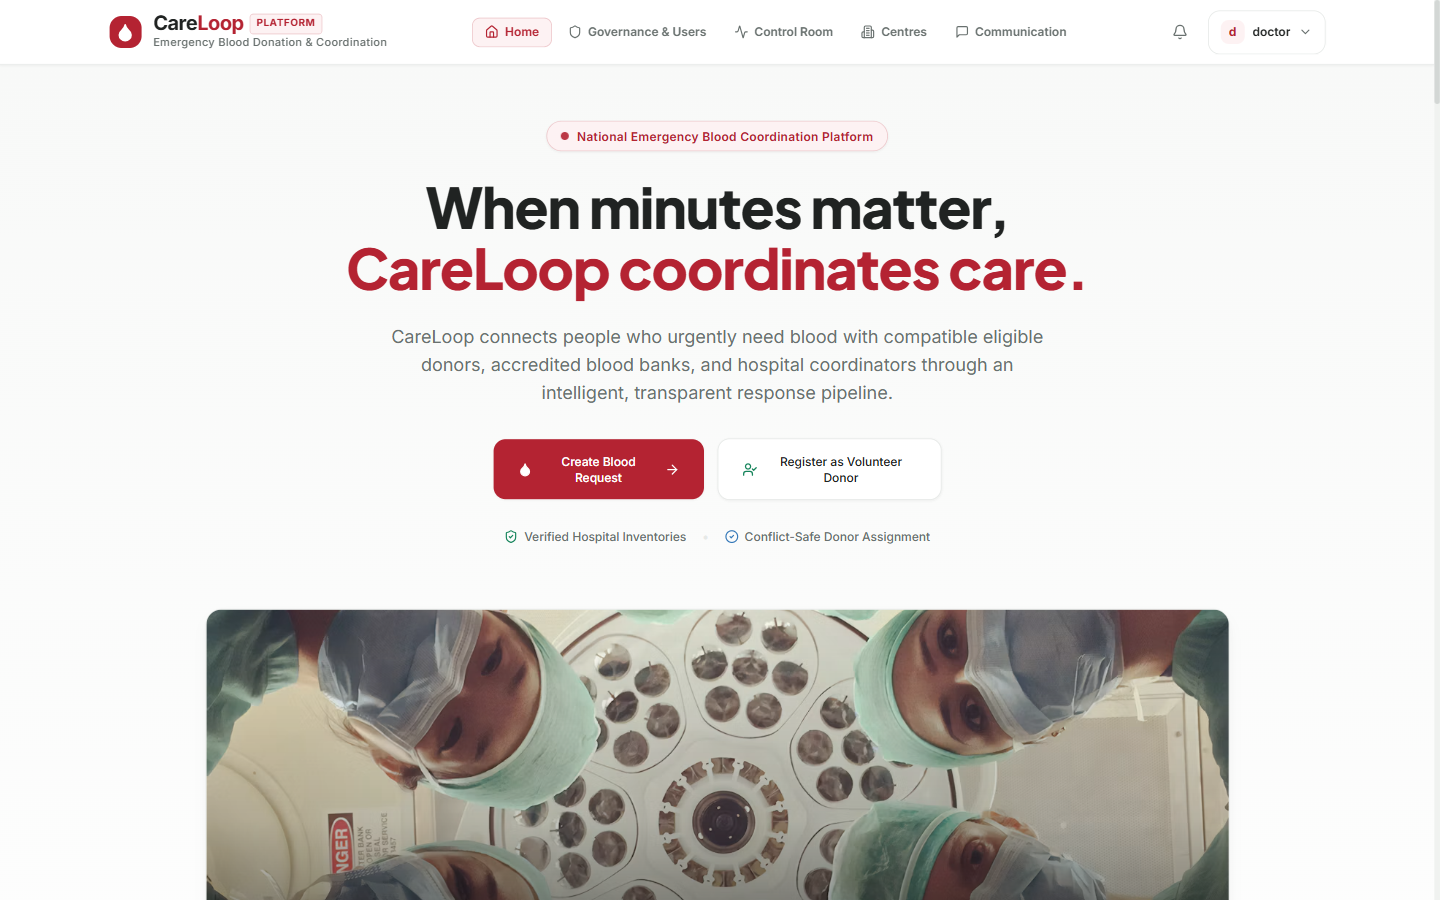 CareLoop PLATFORM
Emergency Blood Donation & Coordination
Home
Governance & Users
Control Room
Centres
Communication
d
doctor
National Emergency Blood Coordination Platform
When minutes matter,
CareLoop coordinates care.
CareLoop connects people who urgently need blood with compatible eligible
donors, accredited blood banks, and hospital coordinators through an
intelligent, transparent response pipeline.
Create Blood
Request
Register as Volunteer
Donor
Verified Hospital Inventories
Conflict-Safe Donor Assignment
NGER